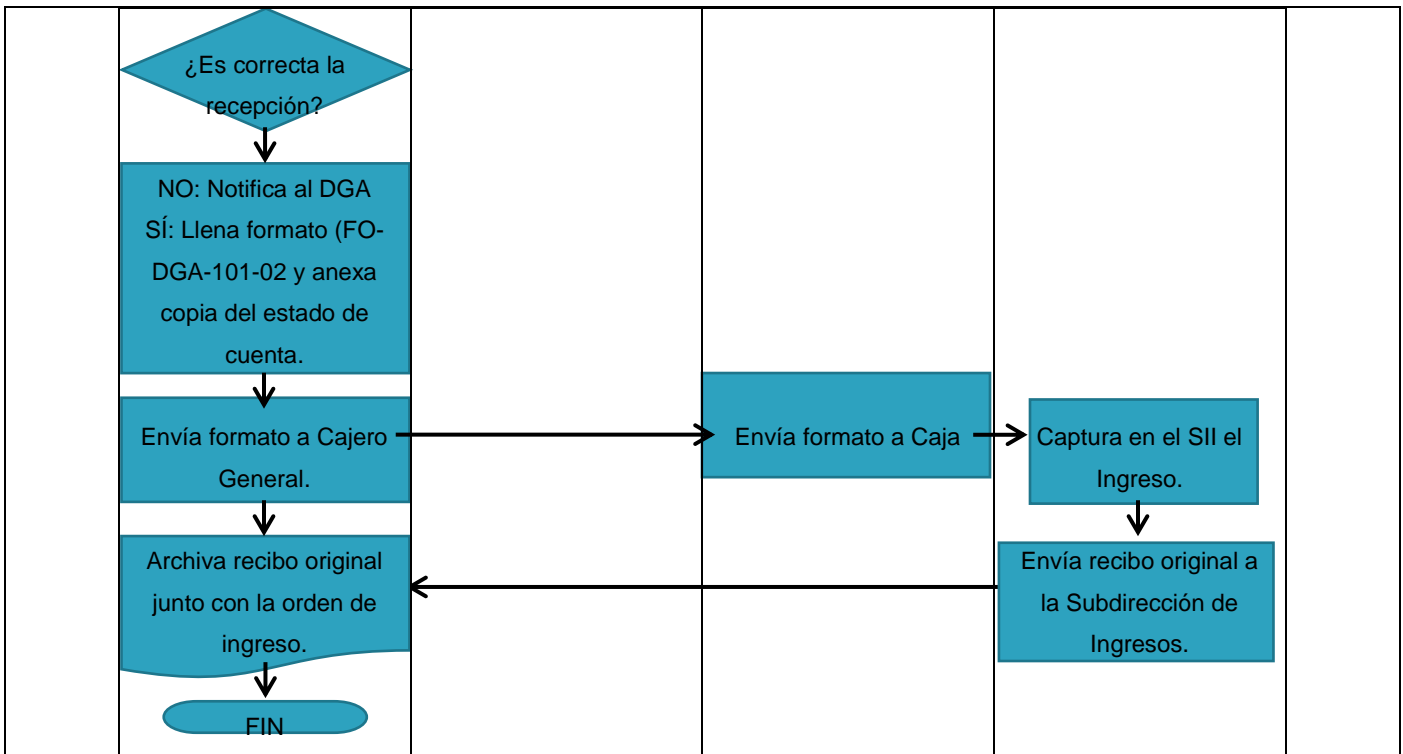 ¿Es correcta la
recepción?
NO: Notifica al DGA
SÍ: Llena formato (FO-
DGA-101-02 y anexa
copia del estado de
cuenta.
Envía formato a Cajero
General.
Envía formato a Caja
Captura en el SII el
Ingreso.
Archiva recibo original
junto con la orden de
ingreso.
Envía recibo original a
la Subdirección de
Ingresos.
FIN